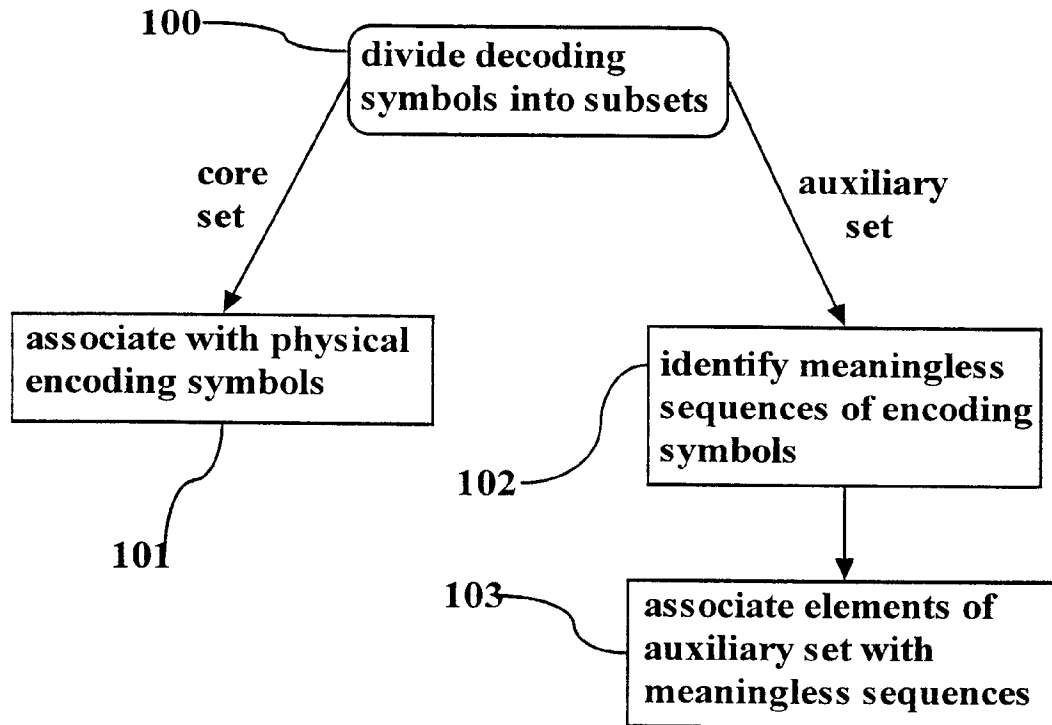 100
divide decoding
symbols into subsets
core
set
auxiliary
set
associate with physical
encoding symbols
identify meaningless
sequences of encoding
symbols
102
101
103
associate elements of
auxiliary set with
meaningless sequences